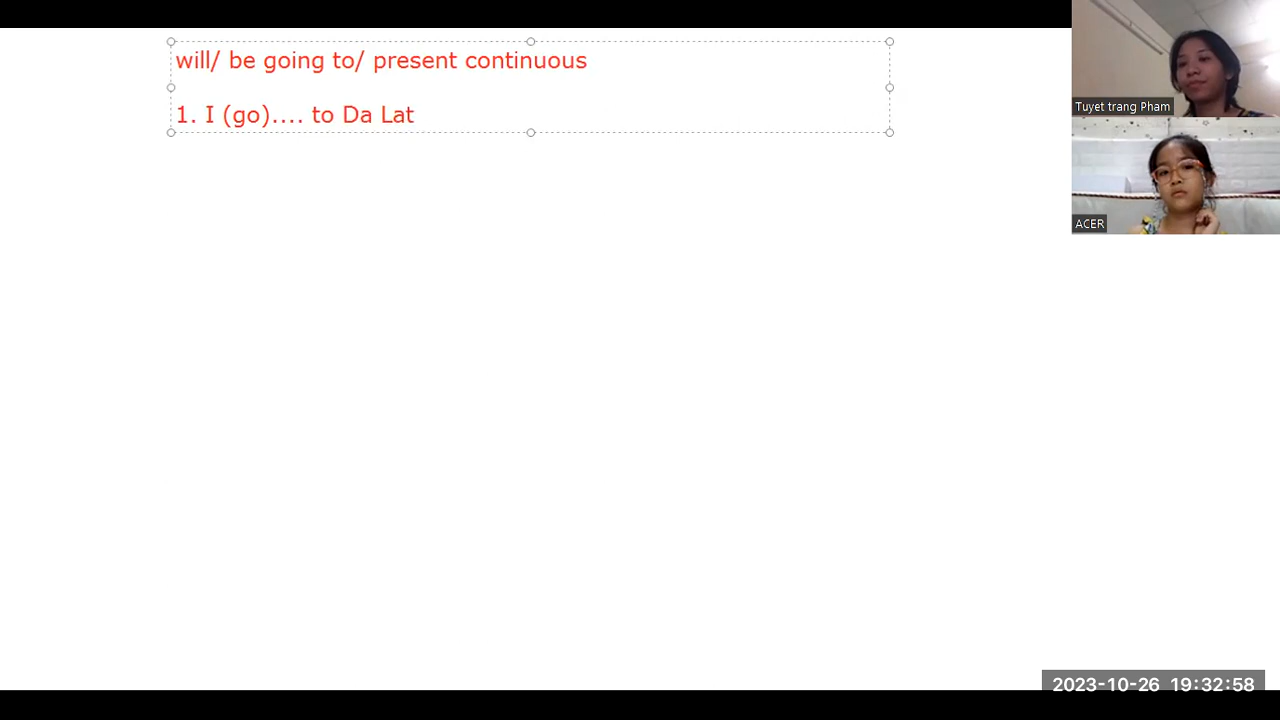 will/ be going to/ present continuous
1. I (go).... to Da Lat
Tuyet trang Pham
ACER
2023-10-26 19:32:58